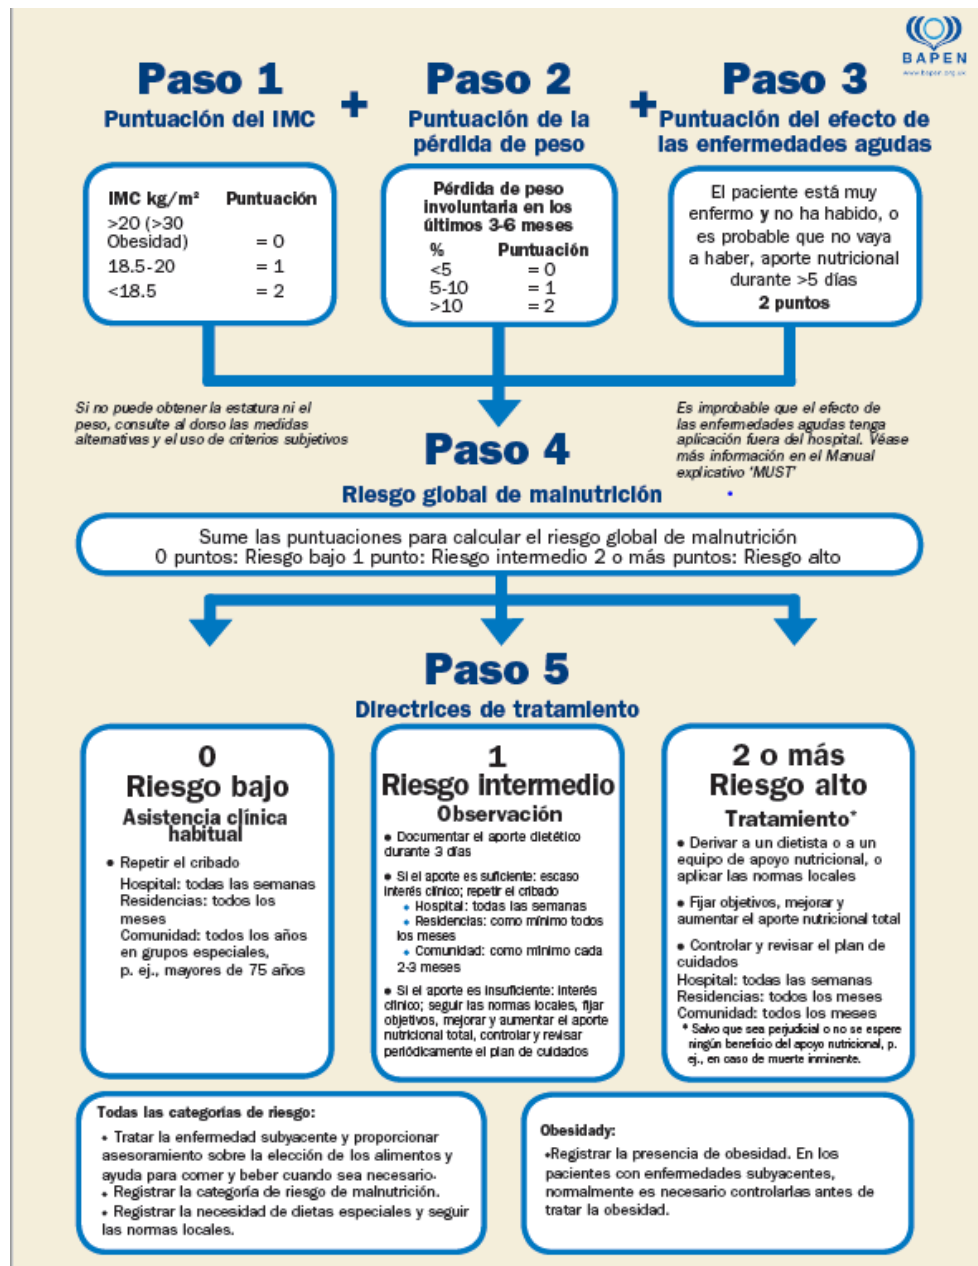 BAPEN
www.bapen.org.uk
Paso 1
Puntuación del IMC
+
Paso 2
Puntuación de la
pérdida de peso
+
Paso 3
Puntuación del efecto de
las enfermedades agudas
IMC kg/m² Puntuación
>20 (>30
Obesidad) = 0
18.5-20 = 1
<18.5 = 2
Pérdida de peso
involuntaria en los
últimos 3-6 meses
% Puntuación
<5 = 0
5-10 = 1
>10 = 2
El paciente está muy
enfermo y no ha habido, o
es probable que no vaya
a haber, aporte nutricional
durante >5 días
2 puntos
Si no puede obtener la estatura ni el
peso, consulte al dorso las medidas
alternativas y el uso de criterios subjetivos
Es improbable que el efecto de
las enfermedades agudas tenga
aplicación fuera del hospital. Véase
más información en el Manual
explicativo 'MUST'
Paso 4
Riesgo global de malnutrición
Sume las puntuaciones para calcular el riesgo global de malnutrición
0 puntos: Riesgo bajo 1 punto: Riesgo intermedio 2 o más puntos: Riesgo alto
Paso 5
Directrices de tratamiento
0
Riesgo bajo
Asistencia clínica
habitual
• Repetir el cribado
Hospital: todas las semanas
Residencias: todos los
meses
Comunidad: todos los años
en grupos especiales,
p. ej., mayores de 75 años
1
Riesgo intermedio
Observación
• Documentar el aporte dietético
durante 3 días
• Si el aporte es suficiente: escaso
interés clínico; repetir el cribado
• Hospital: todas las semanas
• Residencias: como mínimo todos
los meses
• Comunidad: como mínimo cada
2-3 meses
• Si el aporte es insuficiente: interés
clínico; seguir las normas locales, fijar
objetivos, mejorar y aumentar el aporte
nutricional total, controlar y revisar
periódicamente el plan de cuidados
2 o más
Riesgo alto
Tratamiento*
• Derivar a un dietista o a un
equipo de apoyo nutricional, o
aplicar las normas locales
• Fijar objetivos, mejorar y
aumentar el aporte nutricional total
• Controlar y revisar el plan de
cuidados
Hospital: todas las semanas
Residencias: todos los meses
Comunidad: todos los meses
* Salvo que sea perjudicial o no se espere
ningún beneficio del apoyo nutricional, p.
ej., en caso de muerte inminente.
Todas las categorías de riesgo:
• Tratar la enfermedad subyacente y proporcionar
asesoramiento sobre la elección de los alimentos y
ayuda para comer y beber cuando sea necesario.
• Registrar la categoría de riesgo de malnutrición.
• Registrar la necesidad de dietas especiales y seguir
las normas locales.
Obesidady:
•Registrar la presencia de obesidad. En los
pacientes con enfermedades subyacentes,
normalmente es necesario controlarlas antes de
tratar la obesidad.